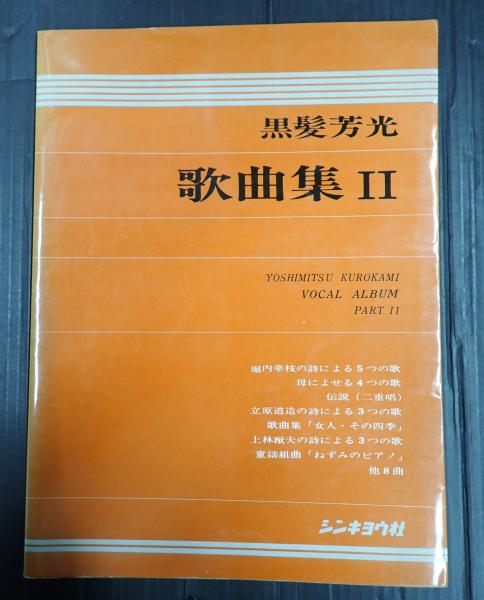 黒髪芳光
歌曲集 II
YOSHIMITSU KUROKAMI
VOCAL ALBUM
PART II
堀内幸枝の詩による5つの歌
母によせる4つの歌
伝説（二重唱）
立原道造の詩による3つの歌
歌曲集「女人・その四季」
上林猷夫の詩による3つの歌
童謡組曲「ねずみのピアノ」
他8曲
シンキヨウ社